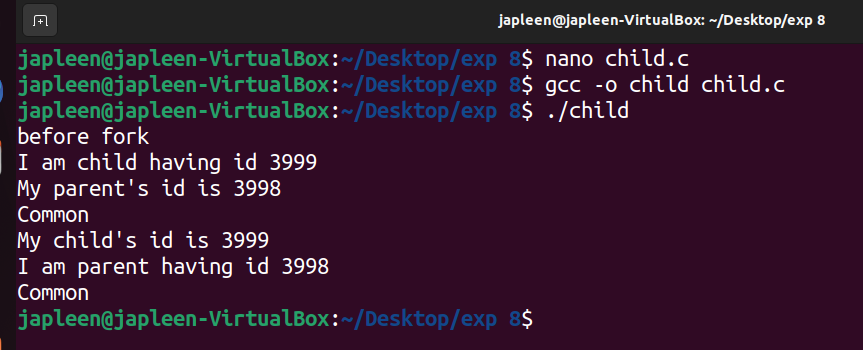 japleen@japleen-VirtualBox: ~/Desktop/exp 8
japleen@japleen-VirtualBox:~/Desktop/exp 8$ nano child.c
japleen@japleen-VirtualBox:~/Desktop/exp 8$ gcc -o child child.c
japleen@japleen-VirtualBox:~/Desktop/exp 8$ ./child
before fork
I am child having id 3999
My parent's id is 3998
Common
My child's id is 3999
I am parent having id 3998
Common
japleen@japleen-VirtualBox:~/Desktop/exp 8$